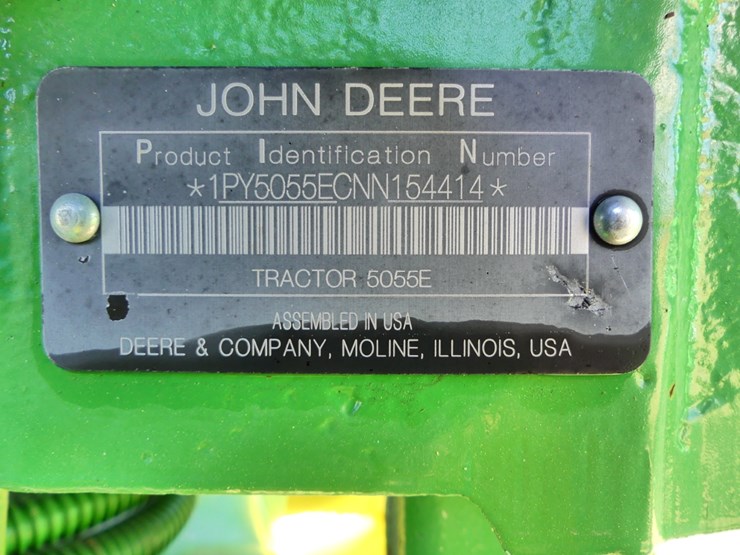 JOHN DEERE
Product Identification Number
*1PY5055ECNN154414*
TRACTOR 5055E
ASSEMBLED IN USA
DEERE & COMPANY, MOLINE, ILLINOIS, USA